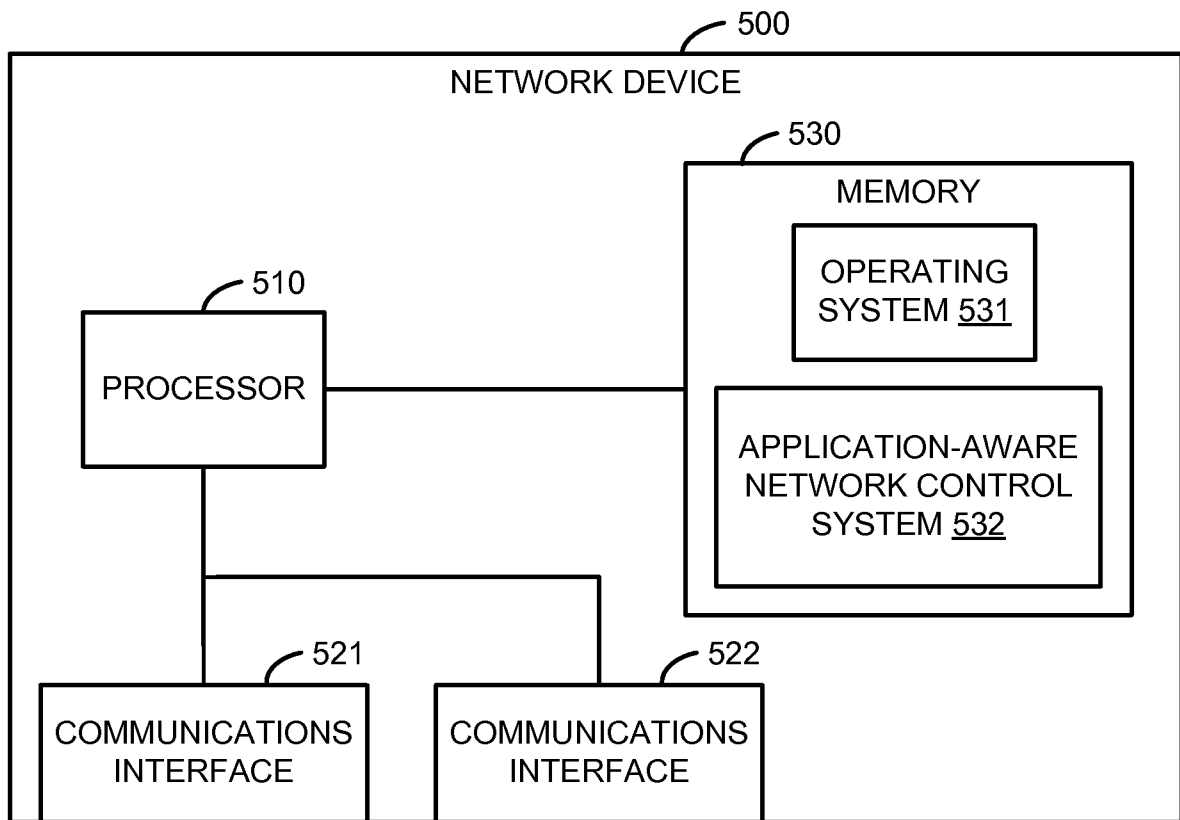 500
NETWORK DEVICE
530
MEMORY
OPERATING
SYSTEM 531
510
PROCESSOR
APPLICATION-AWARE
NETWORK CONTROL
SYSTEM 532
521
COMMUNICATIONS
INTERFACE
522
COMMUNICATIONS
INTERFACE